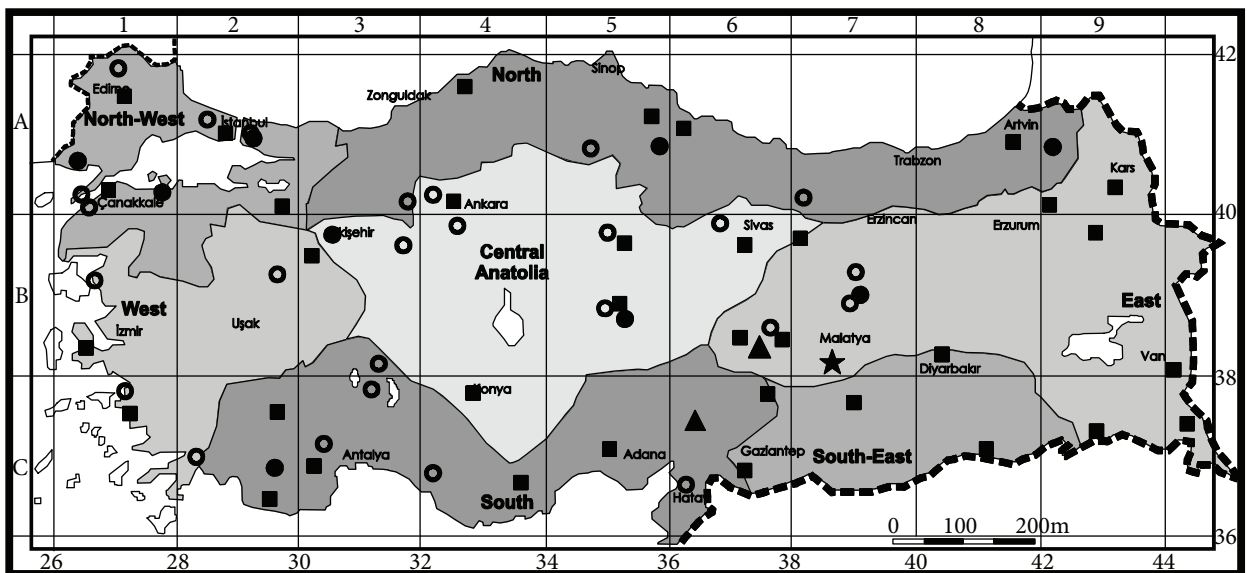 1 2 3 4 5 6 7 8 9
42
North
Sinop
Edirne
Zonguldak
North-West
İstanbul
A
Artvin
Trabzon
Kars
Çanakkale
Ankara
40
Sivas
Erzincan
Erzurum
kişehir
Central
Anatolia
B
West
East
İzmir
Uşak
Malatya
Van
Diyarbakır
38
Konya
C
Antalya
Adana
Gaziantep
South-East
South
Hatay
0 100 200m
36
26 28 30 32 34 36 38 40 42 44